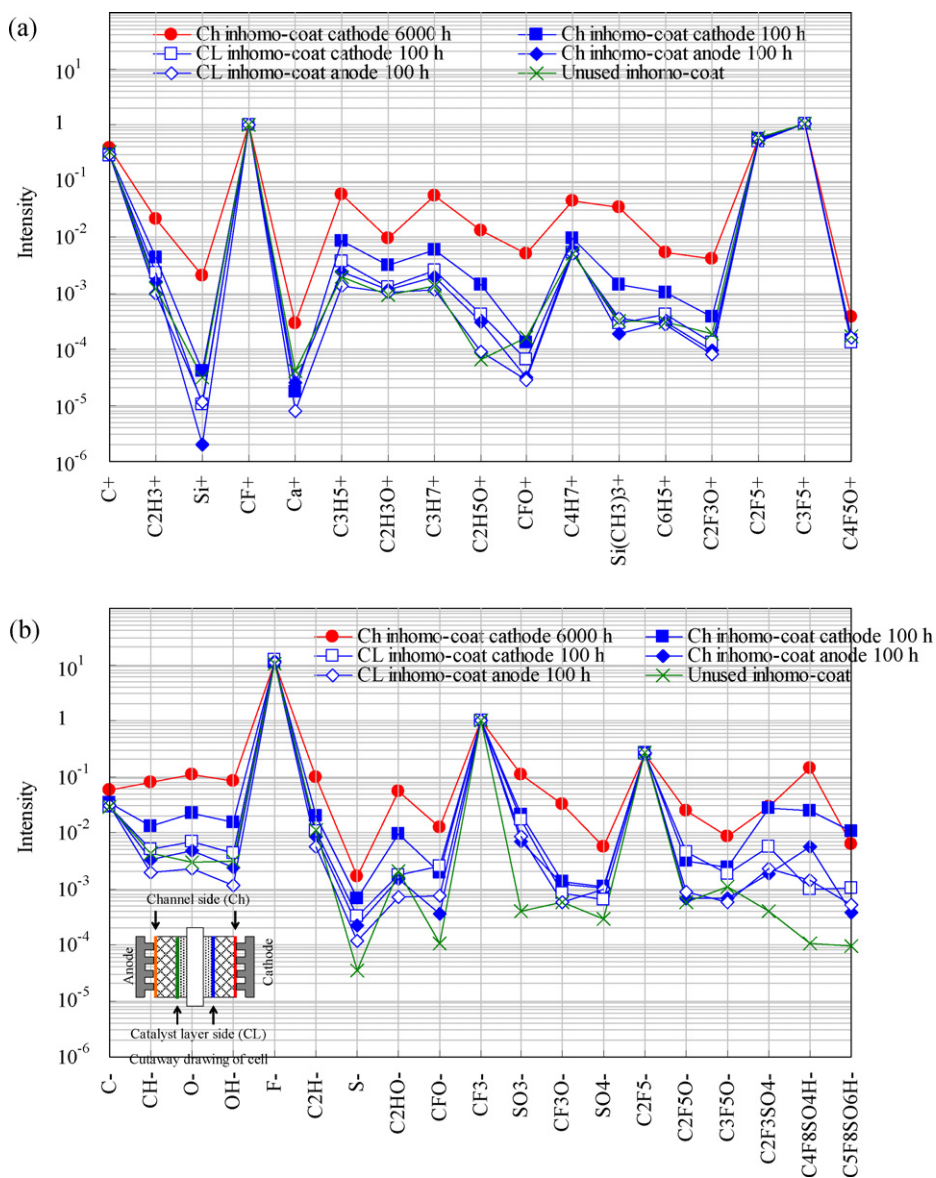 (a)
Ch inhomo-coat cathode 6000 h
Ch inhomo-coat cathode 100 h
CL inhomo-coat cathode 100 h
Ch inhomo-coat anode 100 h
CL inhomo-coat anode 100 h
Unused inhomo-coat
Intensity
10^1
1
10^-1
10^-2
10^-3
10^-4
10^-5
10^-6
C+
C2H3+
Si+
CF+
Ca+
C3H5+
C2H3O+
C3H7+
C2H5O+
CFO+
C4H7+
Si(CH3)3+
C6H5+
C2F3O+
C2F5+
C3F5+
C4F5O+
(b)
Ch inhomo-coat cathode 6000 h
Ch inhomo-coat cathode 100 h
CL inhomo-coat cathode 100 h
Ch inhomo-coat anode 100 h
CL inhomo-coat anode 100 h
Unused inhomo-coat
Intensity
10^1
1
10^-1
10^-2
10^-3
10^-4
10^-5
10^-6
Channel side (Ch)
Anode
Cathode
Catalyst layer side (CL)
Cutaway drawing of cell
C-
CH-
O-
OH-
F-
C2H-
S-
C2HO-
CFO-
CF3-
SO3-
CF3O-
SO4-
C2F5-
C2F5O-
C3F5O-
C2F3SO4-
C4F8SO4H-
C5F8SO6H-